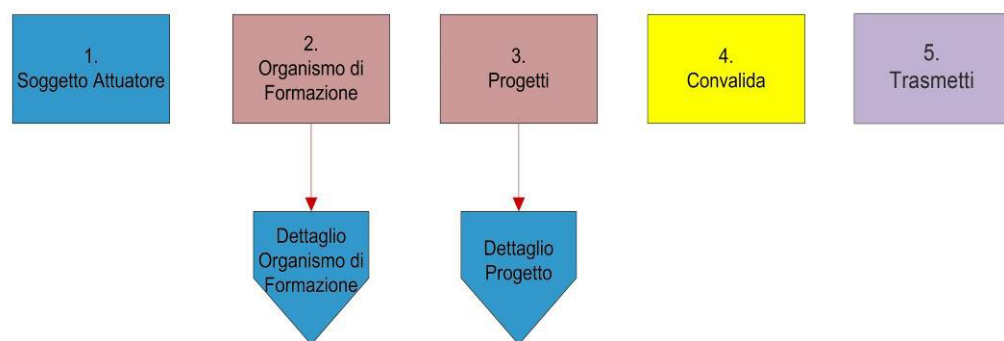 1.
Soggetto Attuatore
2.
Organismo di
Formazione
3.
Progetti
4.
Convalida
5.
Trasmetti
Dettaglio
Organismo di
Formazione
Dettaglio
Progetto